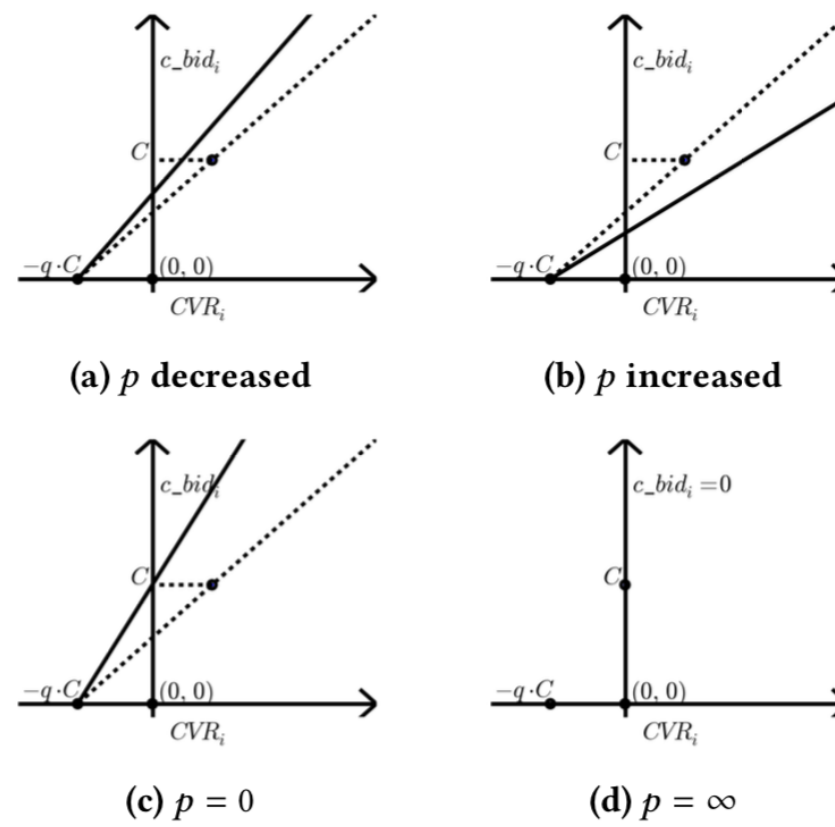 c_bid_i c_bid_i
C C
−q·C (0, 0) −q·C (0, 0)
CVR_i CVR_i
(a) p decreased (b) p increased
c_bid_i c_bid_i =0
C C
−q·C (0, 0) −q·C (0, 0)
CVR_i CVR_i
(c) p = 0 (d) p = ∞